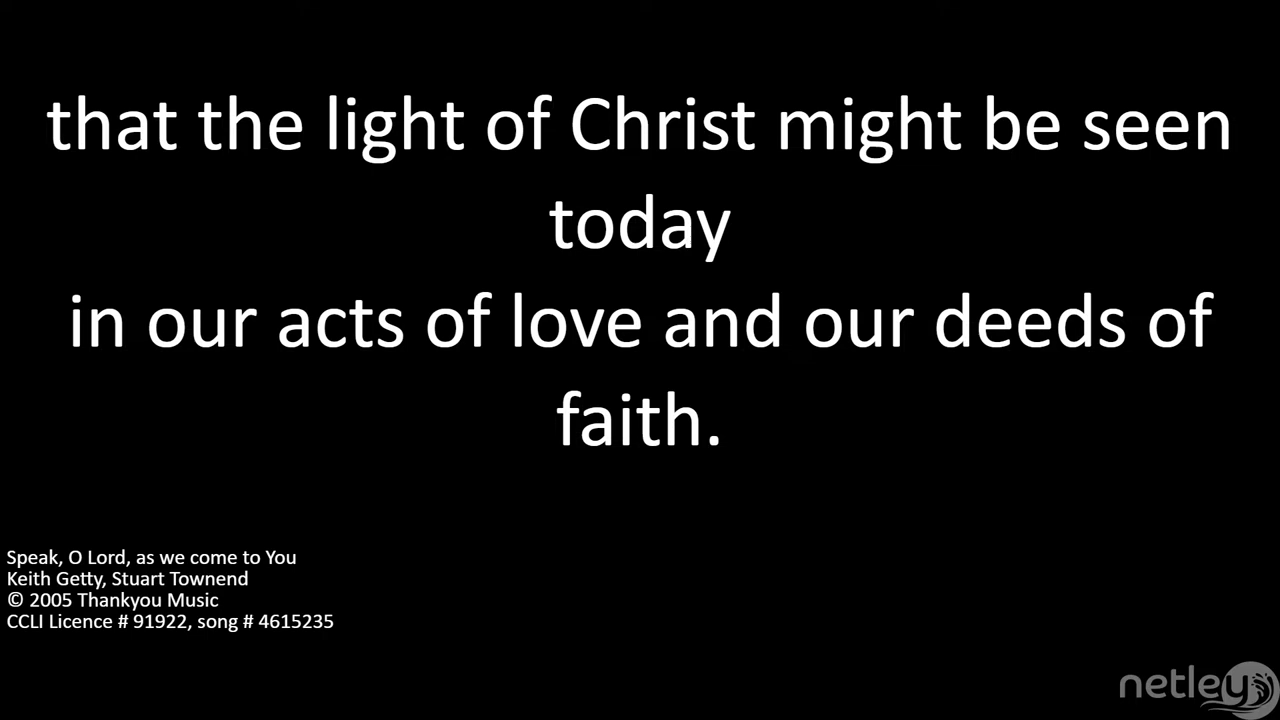 that the light of Christ might be seen
today
in our acts of love and our deeds of
faith.
Speak, O Lord, as we come to You
Keith Getty, Stuart Townend
© 2005 Thankyou Music
CCLI Licence # 91922, song # 4615235
netley